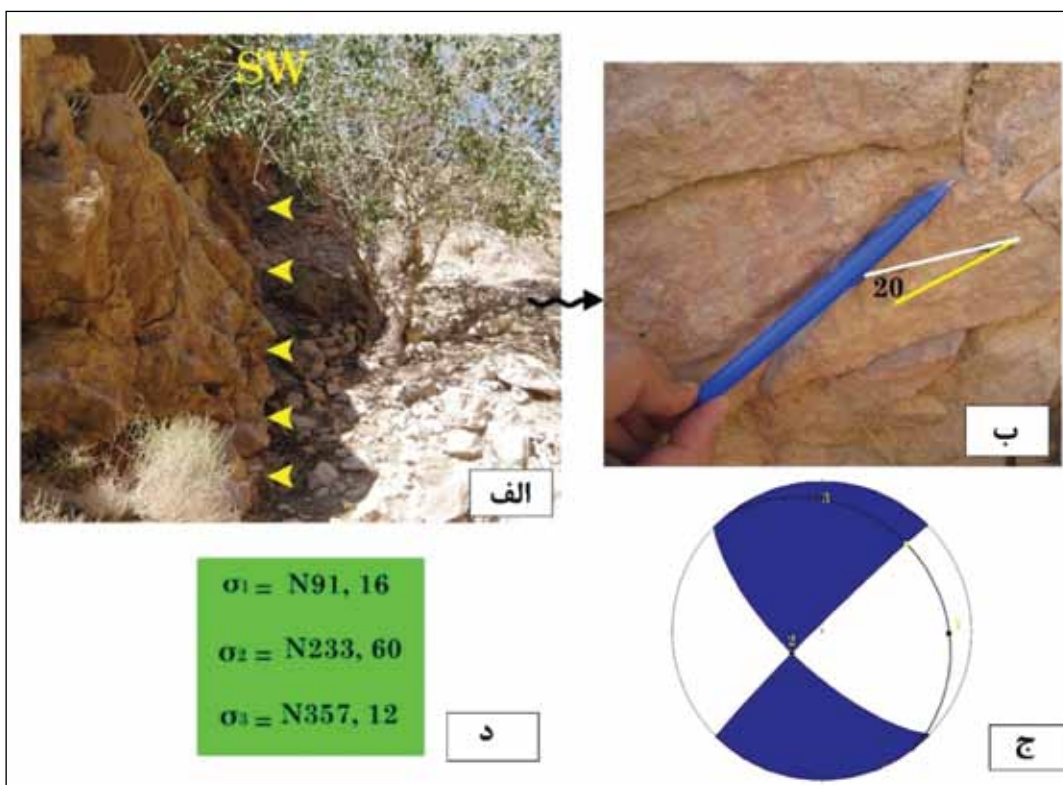 SW
الف
20
ب
σ1 = N91, 16
σ2 = N233, 60
σ3 = N357, 12
د
3
1
2
ج